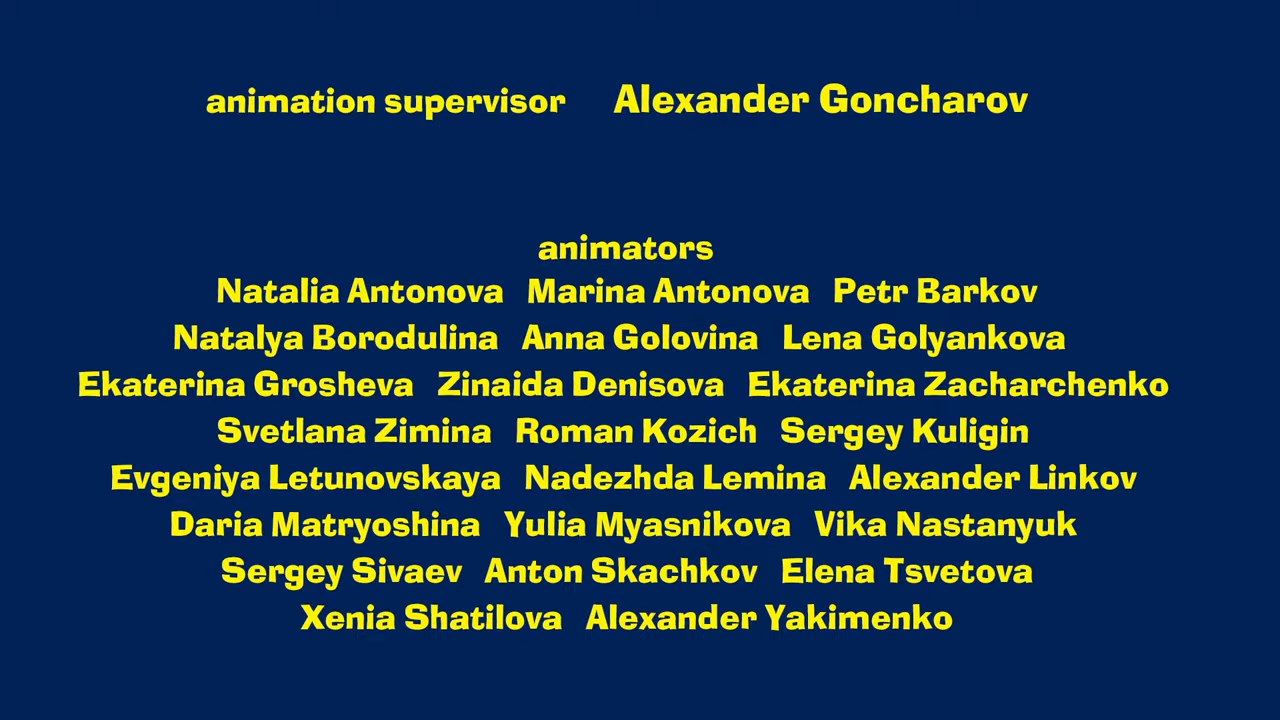 animation supervisor Alexander Goncharov
animators
Natalia Antonova Marina Antonova Petr Barkov
Natalya Borodulina Anna Golovina Lena Golyankova
Ekaterina Grosheva Zinaida Denisova Ekaterina Zacharchenko
Svetlana Zimina Roman Kozich Sergey Kuligin
Evgeniya Letunovskaya Nadezhda Lemina Alexander Linkov
Daria Matryoshina Yulia Myasnikova Vika Nastanyuk
Sergey Sivaev Anton Skachkov Elena Tsvetova
Xenia Shatilova Alexander Yakimenko